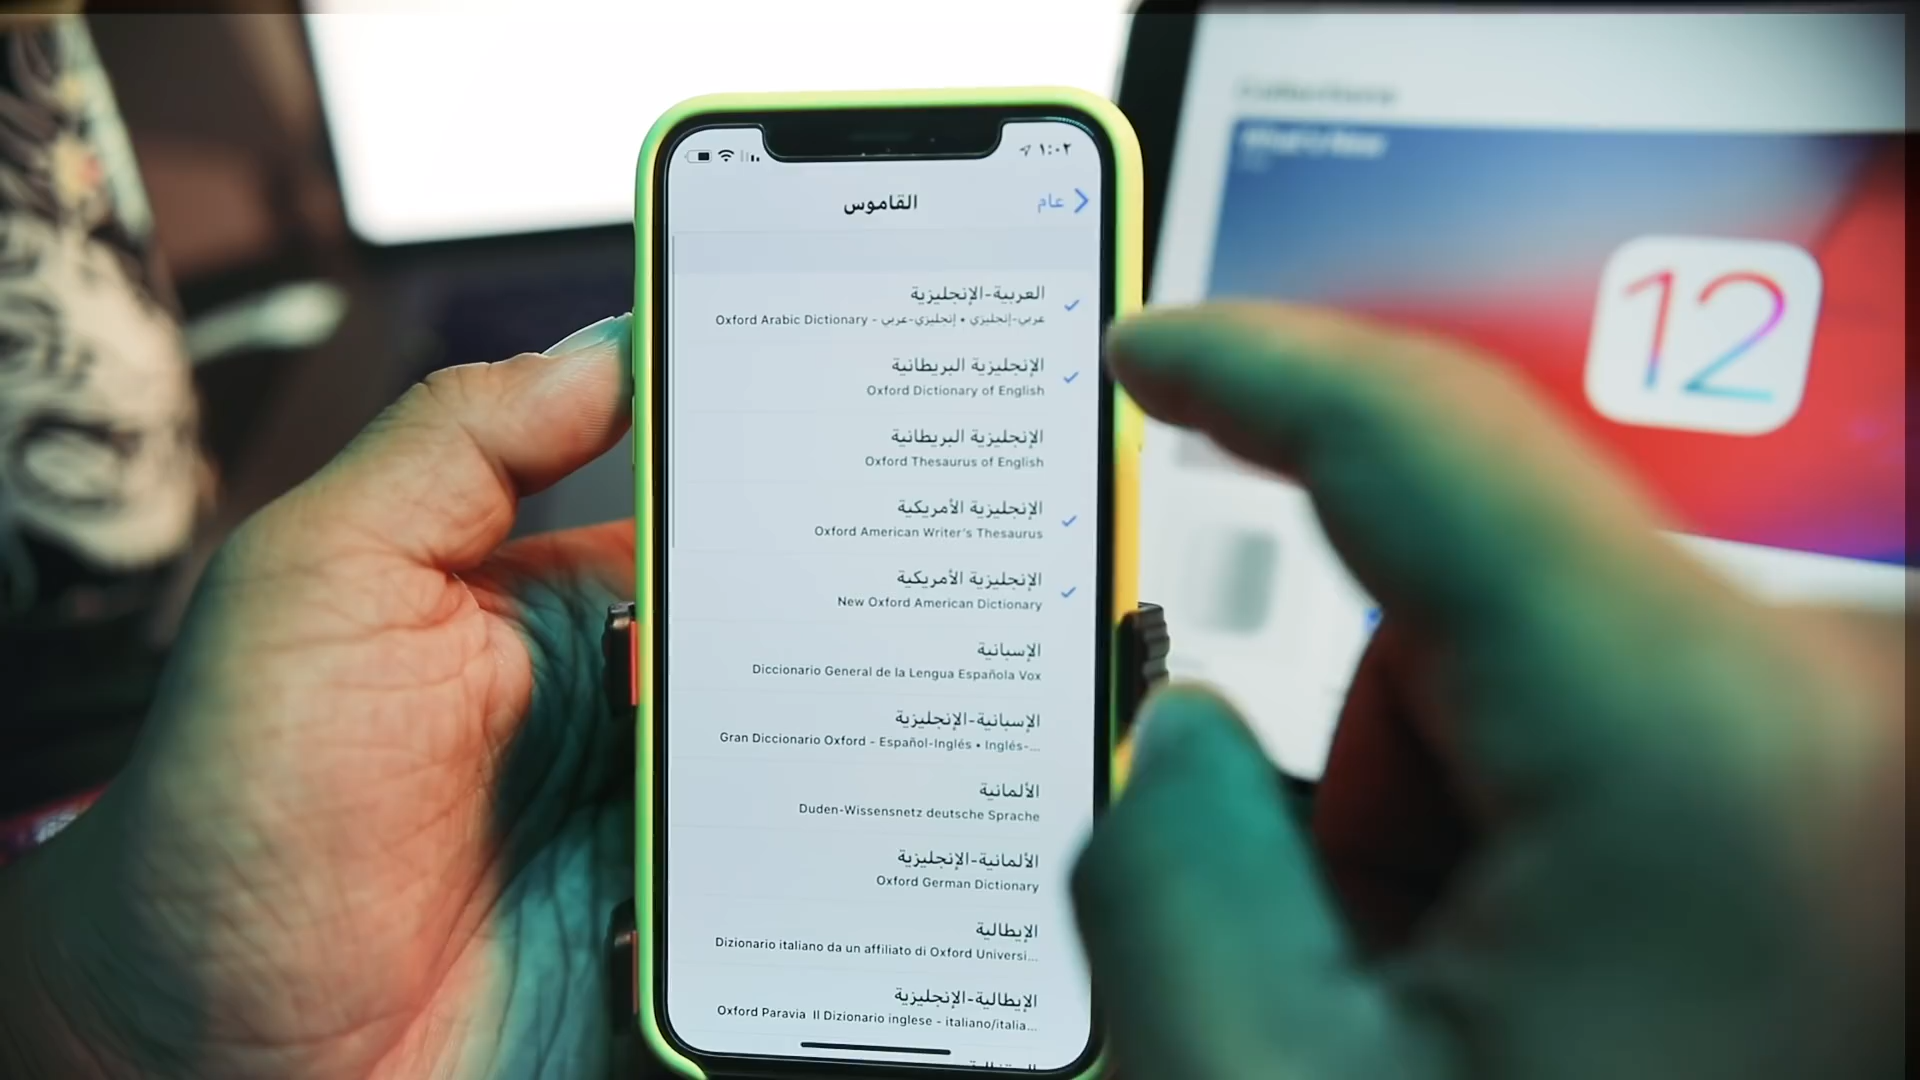 ١:٠٢
عام
القاموس
العربية-الإنجليزية
Oxford Arabic Dictionary - عربي-إنجليزي • إنجليزي-عربي
الإنجليزية البريطانية
Oxford Dictionary of English
الإنجليزية البريطانية
Oxford Thesaurus of English
الإنجليزية الأمريكية
Oxford American Writer's Thesaurus
الإنجليزية الأمريكية
New Oxford American Dictionary
الإسبانية
Diccionario General de la Lengua Española Vox
الإسبانية-الإنجليزية
Gran Diccionario Oxford - Español-Inglés • Inglés-...
الألمانية
Duden-Wissensnetz deutsche Sprache
الألمانية-الإنجليزية
Oxford German Dictionary
الإيطالية
Dizionario italiano da un affiliato di Oxford Universi...
الإيطالية-الإنجليزية
Oxford Paravia Il Dizionario inglese - italiano/italia...
What's New
12